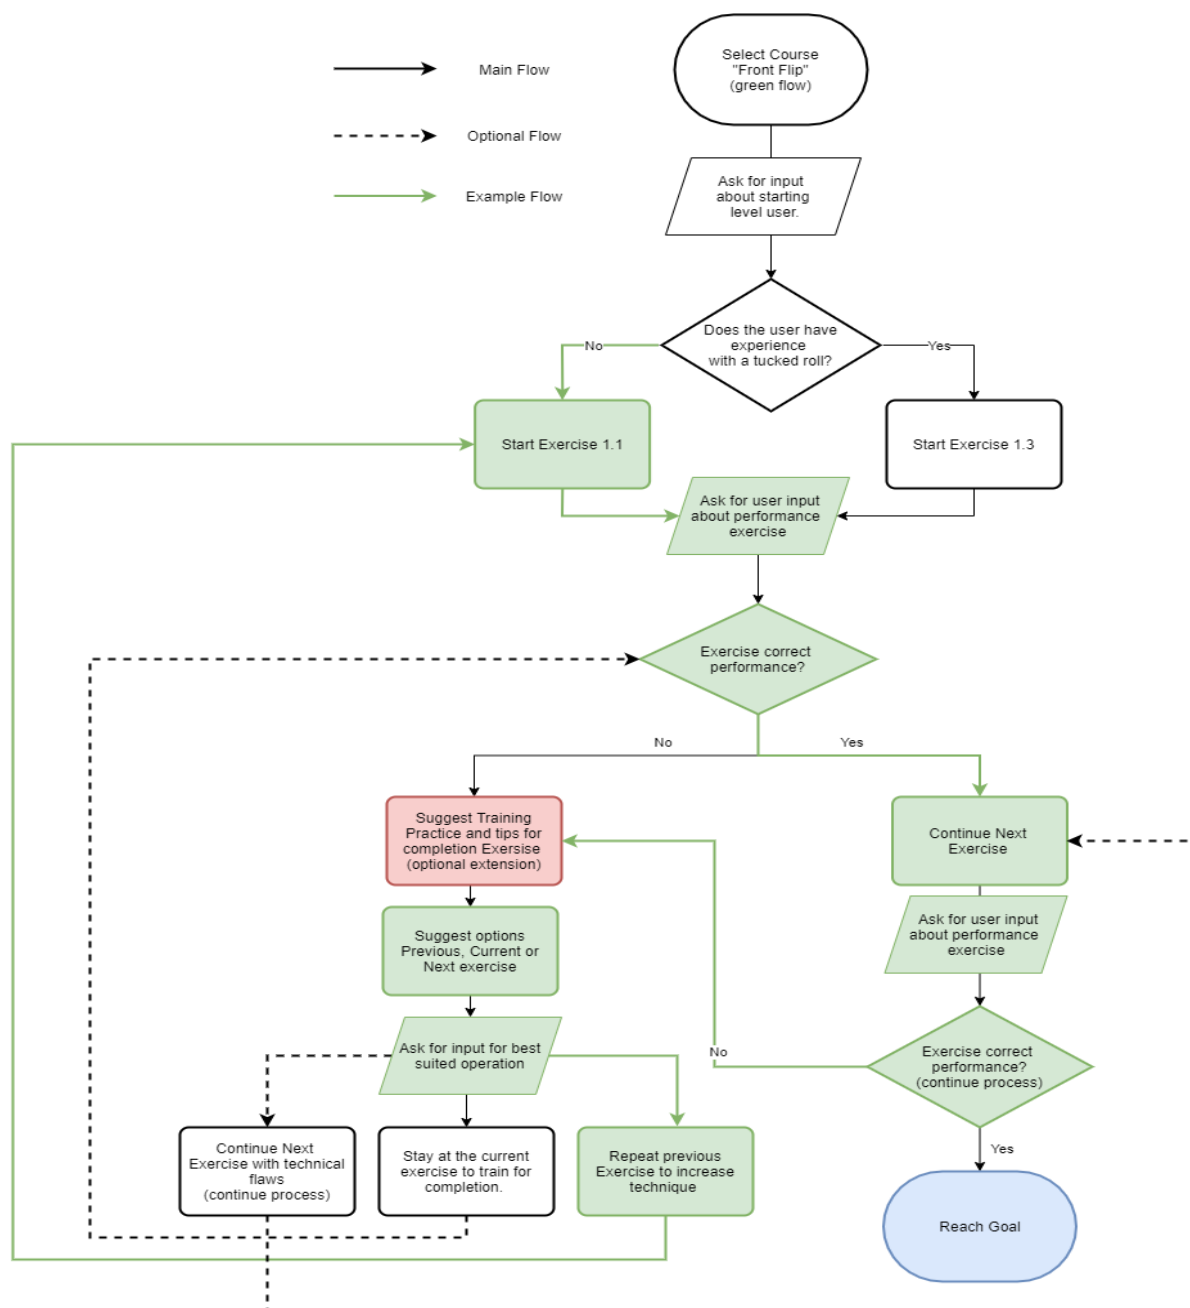 Select Course
"Front Flip"
(green flow)
Main Flow
Optional Flow
Example Flow
Ask for input
about starting
level user.
Does the user have
experience
with a tucked roll?
No
Yes
Start Exercise 1.1
Start Exercise 1.3
Ask for user input
about performance
exercise
Exercise correct
performance?
No
Yes
Suggest Training
Practice and tips for
completion Exersise
(optional extension)
Continue Next
Exercise
Suggest options
Previous, Current or
Next exercise
Ask for user input
about performance
exercise
Ask for input for best
suited operation
No
Exercise correct
performance?
(continue process)
Continue Next
Exercise with technical
flaws
(continue process)
Stay at the current
exercise to train for
completion.
Repeat previous
Exercise to increase
technique
Yes
Reach Goal